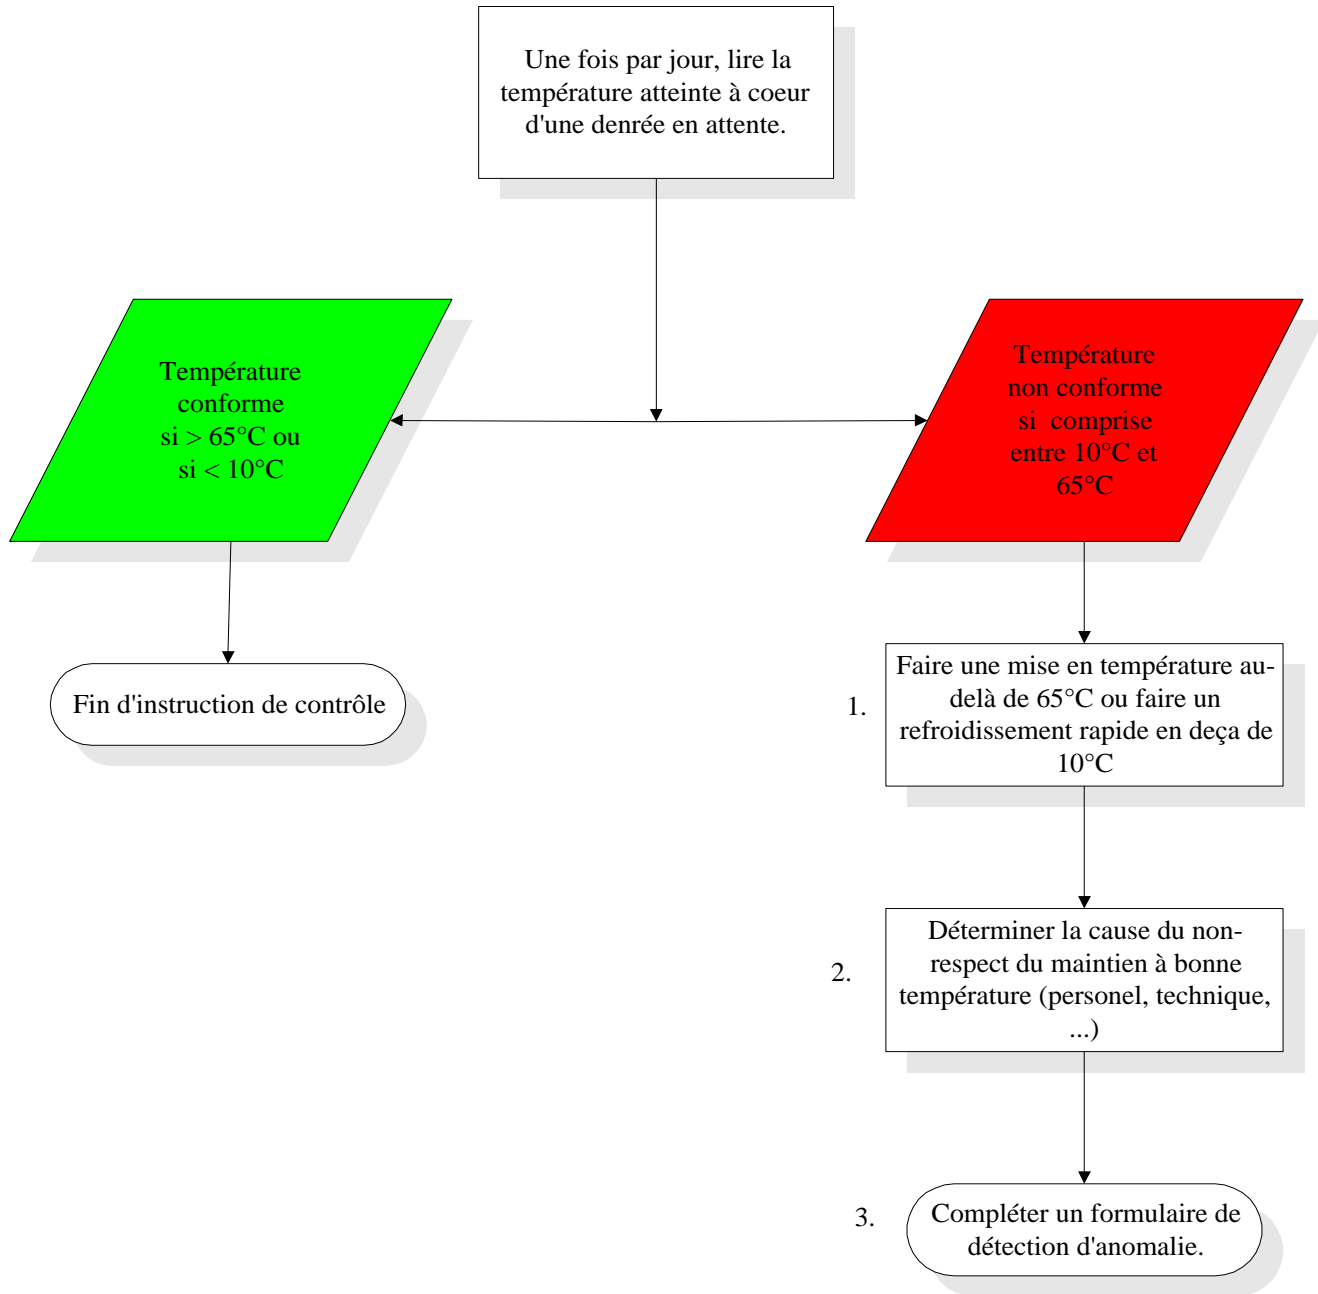 Une fois par jour, lire la
température atteinte à coeur
d'une denrée en attente.
Température
conforme
si > 65°C ou
si < 10°C
Température
non conforme
si  comprise
entre 10°C et
65°C
Fin d'instruction de contrôle
1.
Faire une mise en température au-
delà de 65°C ou faire un
refroidissement rapide en deça de
10°C
2.
Déterminer la cause du non-
respect du maintien à bonne
température (personel, technique,
...)
3.
Compléter un formulaire de
détection d'anomalie.